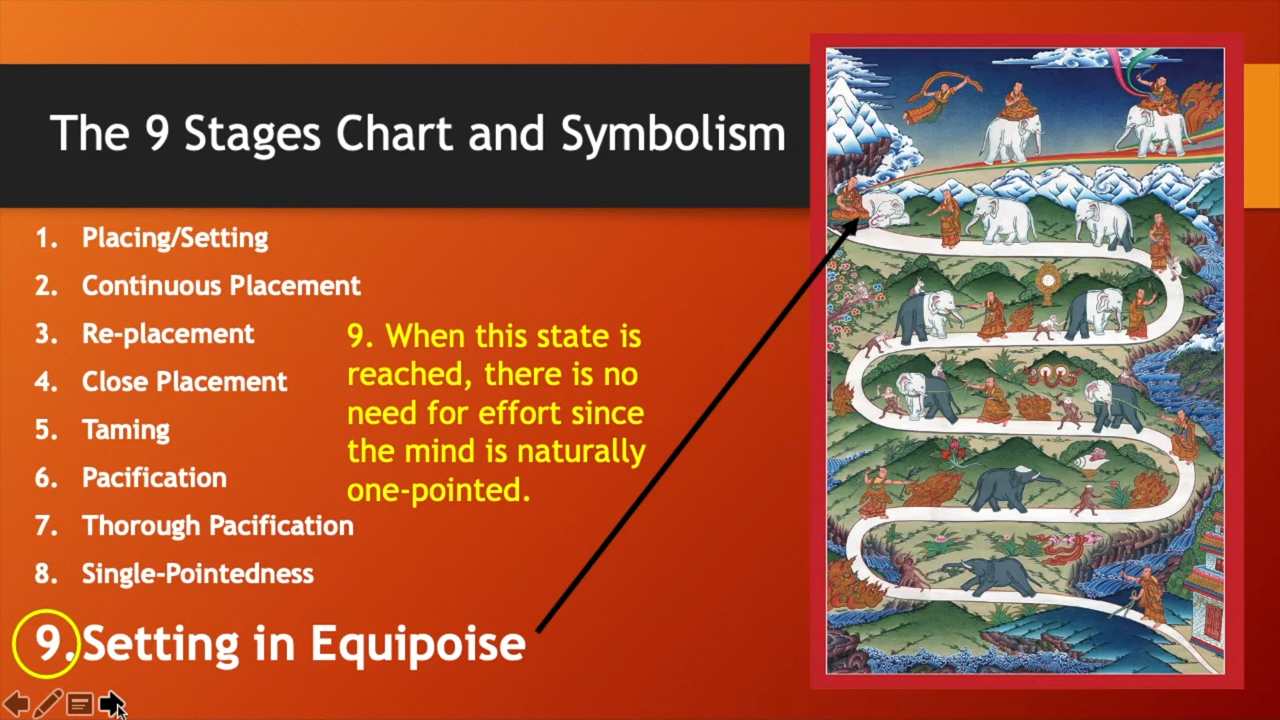 The 9 Stages Chart and Symbolism
1. Placing/Setting
2. Continuous Placement
3. Re-placement
4. Close Placement
5. Taming
6. Pacification
7. Thorough Pacification
8. Single-Pointedness
9. Setting in Equipoise
9. When this state is
reached, there is no
need for effort since
the mind is naturally
one-pointed.